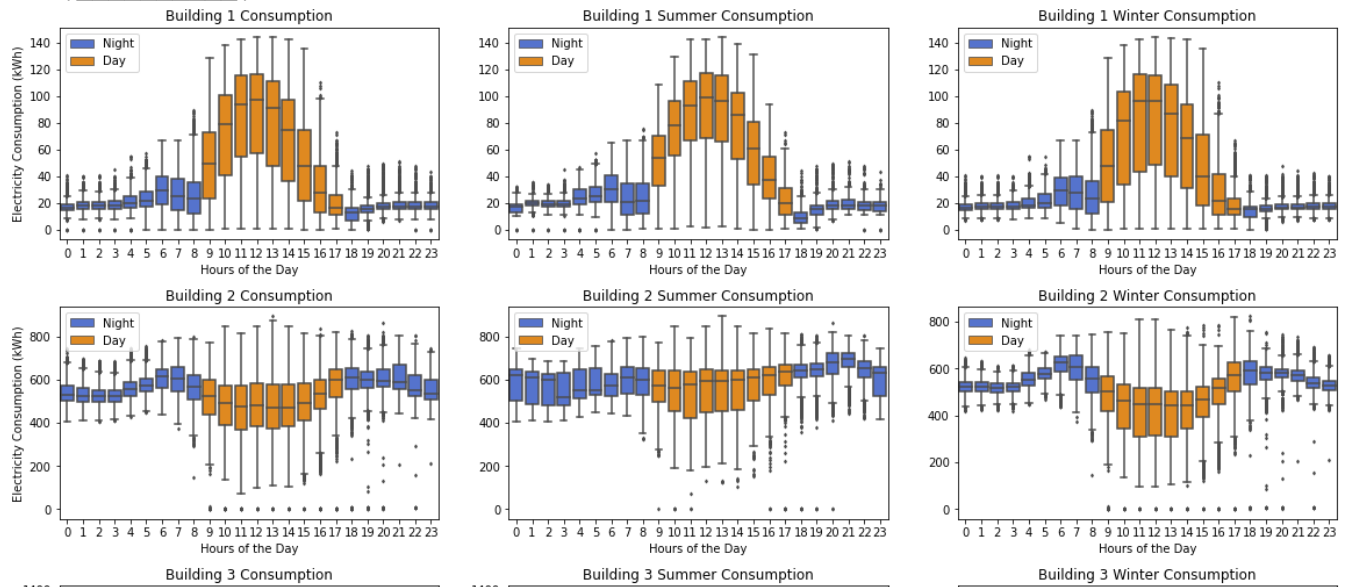 Building 1 Consumption
Electricity Consumption (kWh)
140
120
100
80
60
40
20
0
Night
Day
0 1 2 3 4 5 6 7 8 9 10 11 12 13 14 15 16 17 18 19 20 21 22 23
Hours of the Day
Building 1 Summer Consumption
140
120
100
80
60
40
20
0
Night
Day
0 1 2 3 4 5 6 7 8 9 10 11 12 13 14 15 16 17 18 19 20 21 22 23
Hours of the Day
Building 1 Winter Consumption
140
120
100
80
60
40
20
0
Night
Day
0 1 2 3 4 5 6 7 8 9 10 11 12 13 14 15 16 17 18 19 20 21 22 23
Hours of the Day
Building 2 Consumption
Electricity Consumption (kWh)
800
600
400
200
0
Night
Day
0 1 2 3 4 5 6 7 8 9 10 11 12 13 14 15 16 17 18 19 20 21 22 23
Hours of the Day
Building 2 Summer Consumption
800
600
400
200
0
Night
Day
0 1 2 3 4 5 6 7 8 9 10 11 12 13 14 15 16 17 18 19 20 21 22 23
Hours of the Day
Building 2 Winter Consumption
800
600
400
200
0
Night
Day
0 1 2 3 4 5 6 7 8 9 10 11 12 13 14 15 16 17 18 19 20 21 22 23
Hours of the Day
Building 3 Consumption
Building 3 Summer Consumption
Building 3 Winter Consumption